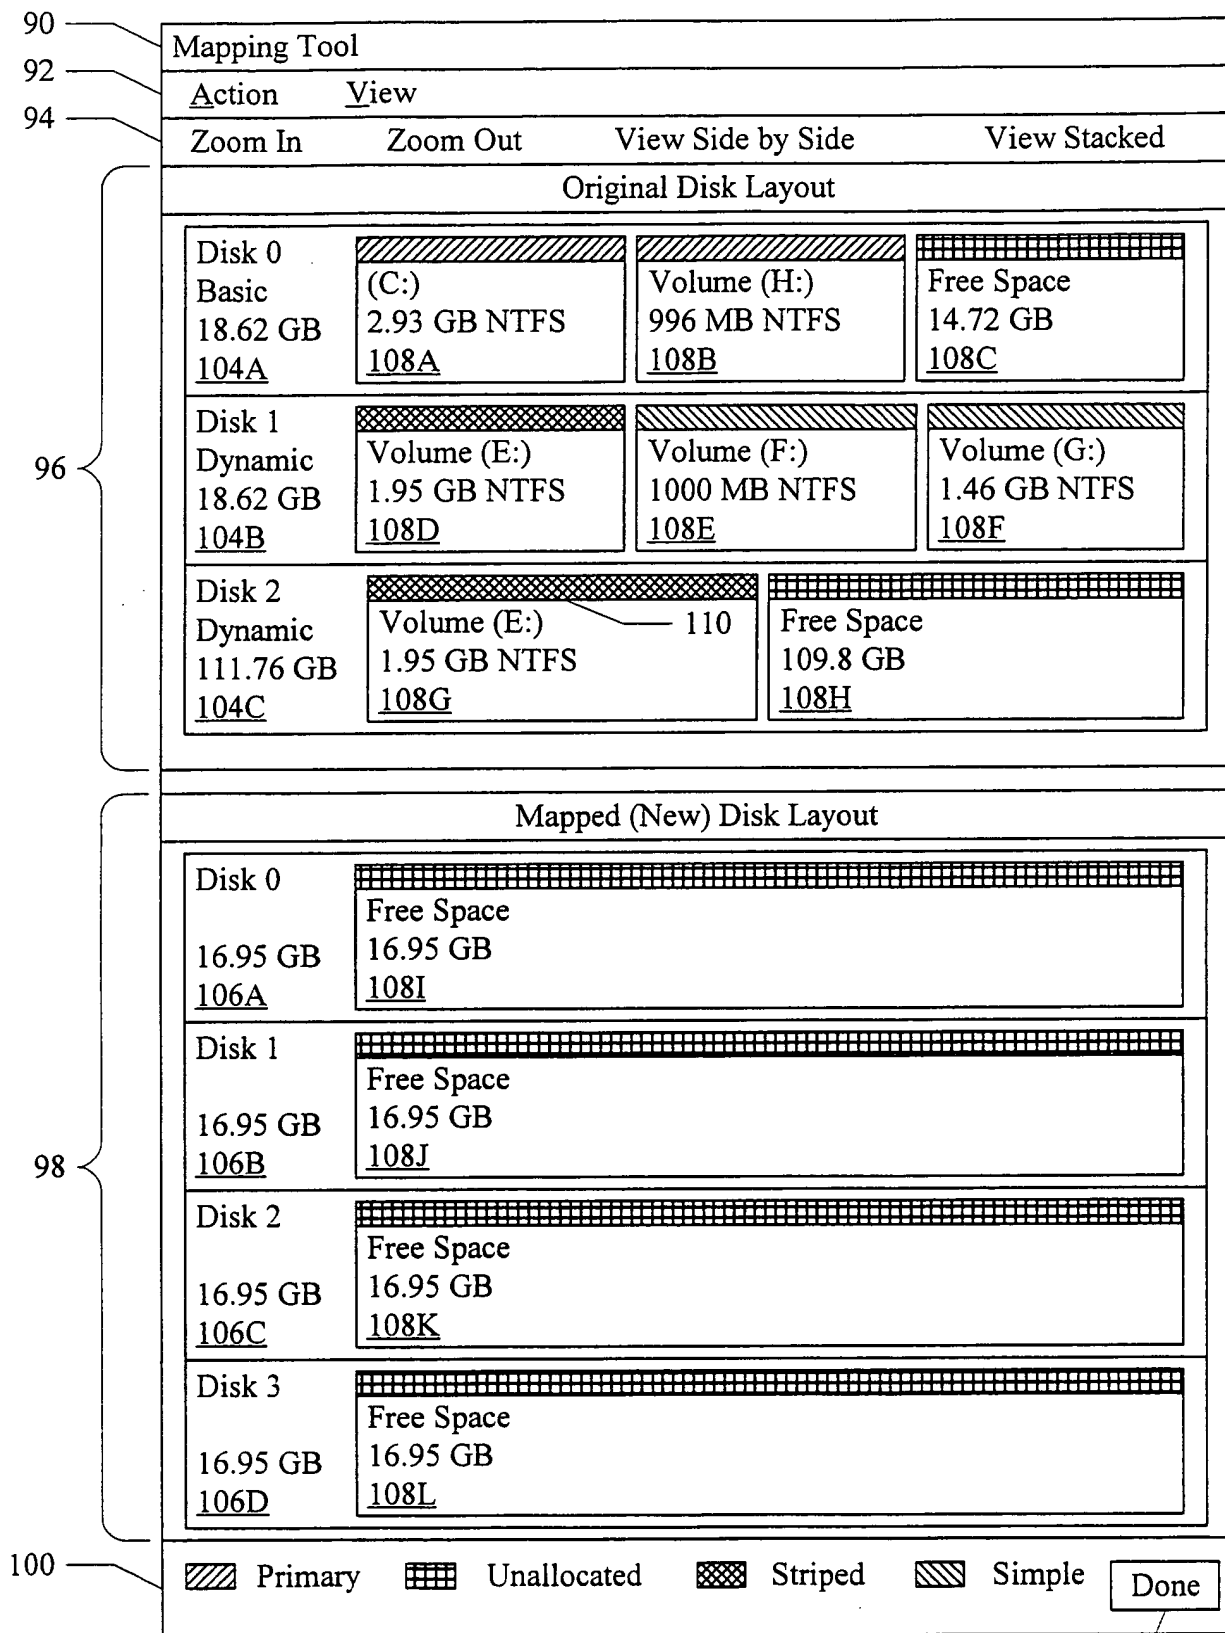 90
Mapping Tool
92
Action View
94
Zoom In Zoom Out View Side by Side View Stacked
Original Disk Layout
96
Disk 0
Basic
18.62 GB
104A
(C:)
2.93 GB NTFS
108A
Volume (H:)
996 MB NTFS
108B
Free Space
14.72 GB
108C
Disk 1
Dynamic
18.62 GB
104B
Volume (E:)
1.95 GB NTFS
108D
Volume (F:)
1000 MB NTFS
108E
Volume (G:)
1.46 GB NTFS
108F
Disk 2
Dynamic
111.76 GB
104C
Volume (E:)
1.95 GB NTFS
108G
110
Free Space
109.8 GB
108H
Mapped (New) Disk Layout
98
Disk 0
16.95 GB
106A
Free Space
16.95 GB
108I
Disk 1
16.95 GB
106B
Free Space
16.95 GB
108J
Disk 2
16.95 GB
106C
Free Space
16.95 GB
108K
Disk 3
16.95 GB
106D
Free Space
16.95 GB
108L
100
Primary Unallocated Striped Simple Done